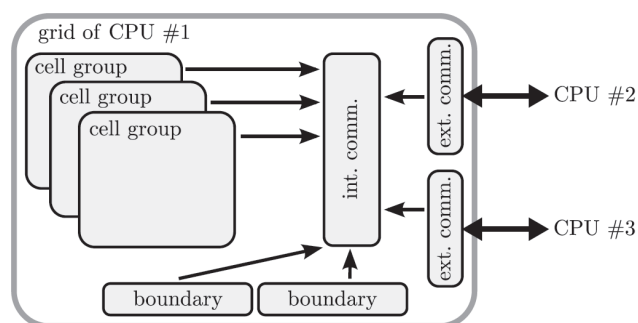 grid of CPU #1
cell group
cell group
cell group
int. comm.
ext. comm.
CPU #2
ext. comm.
CPU #3
boundary
boundary